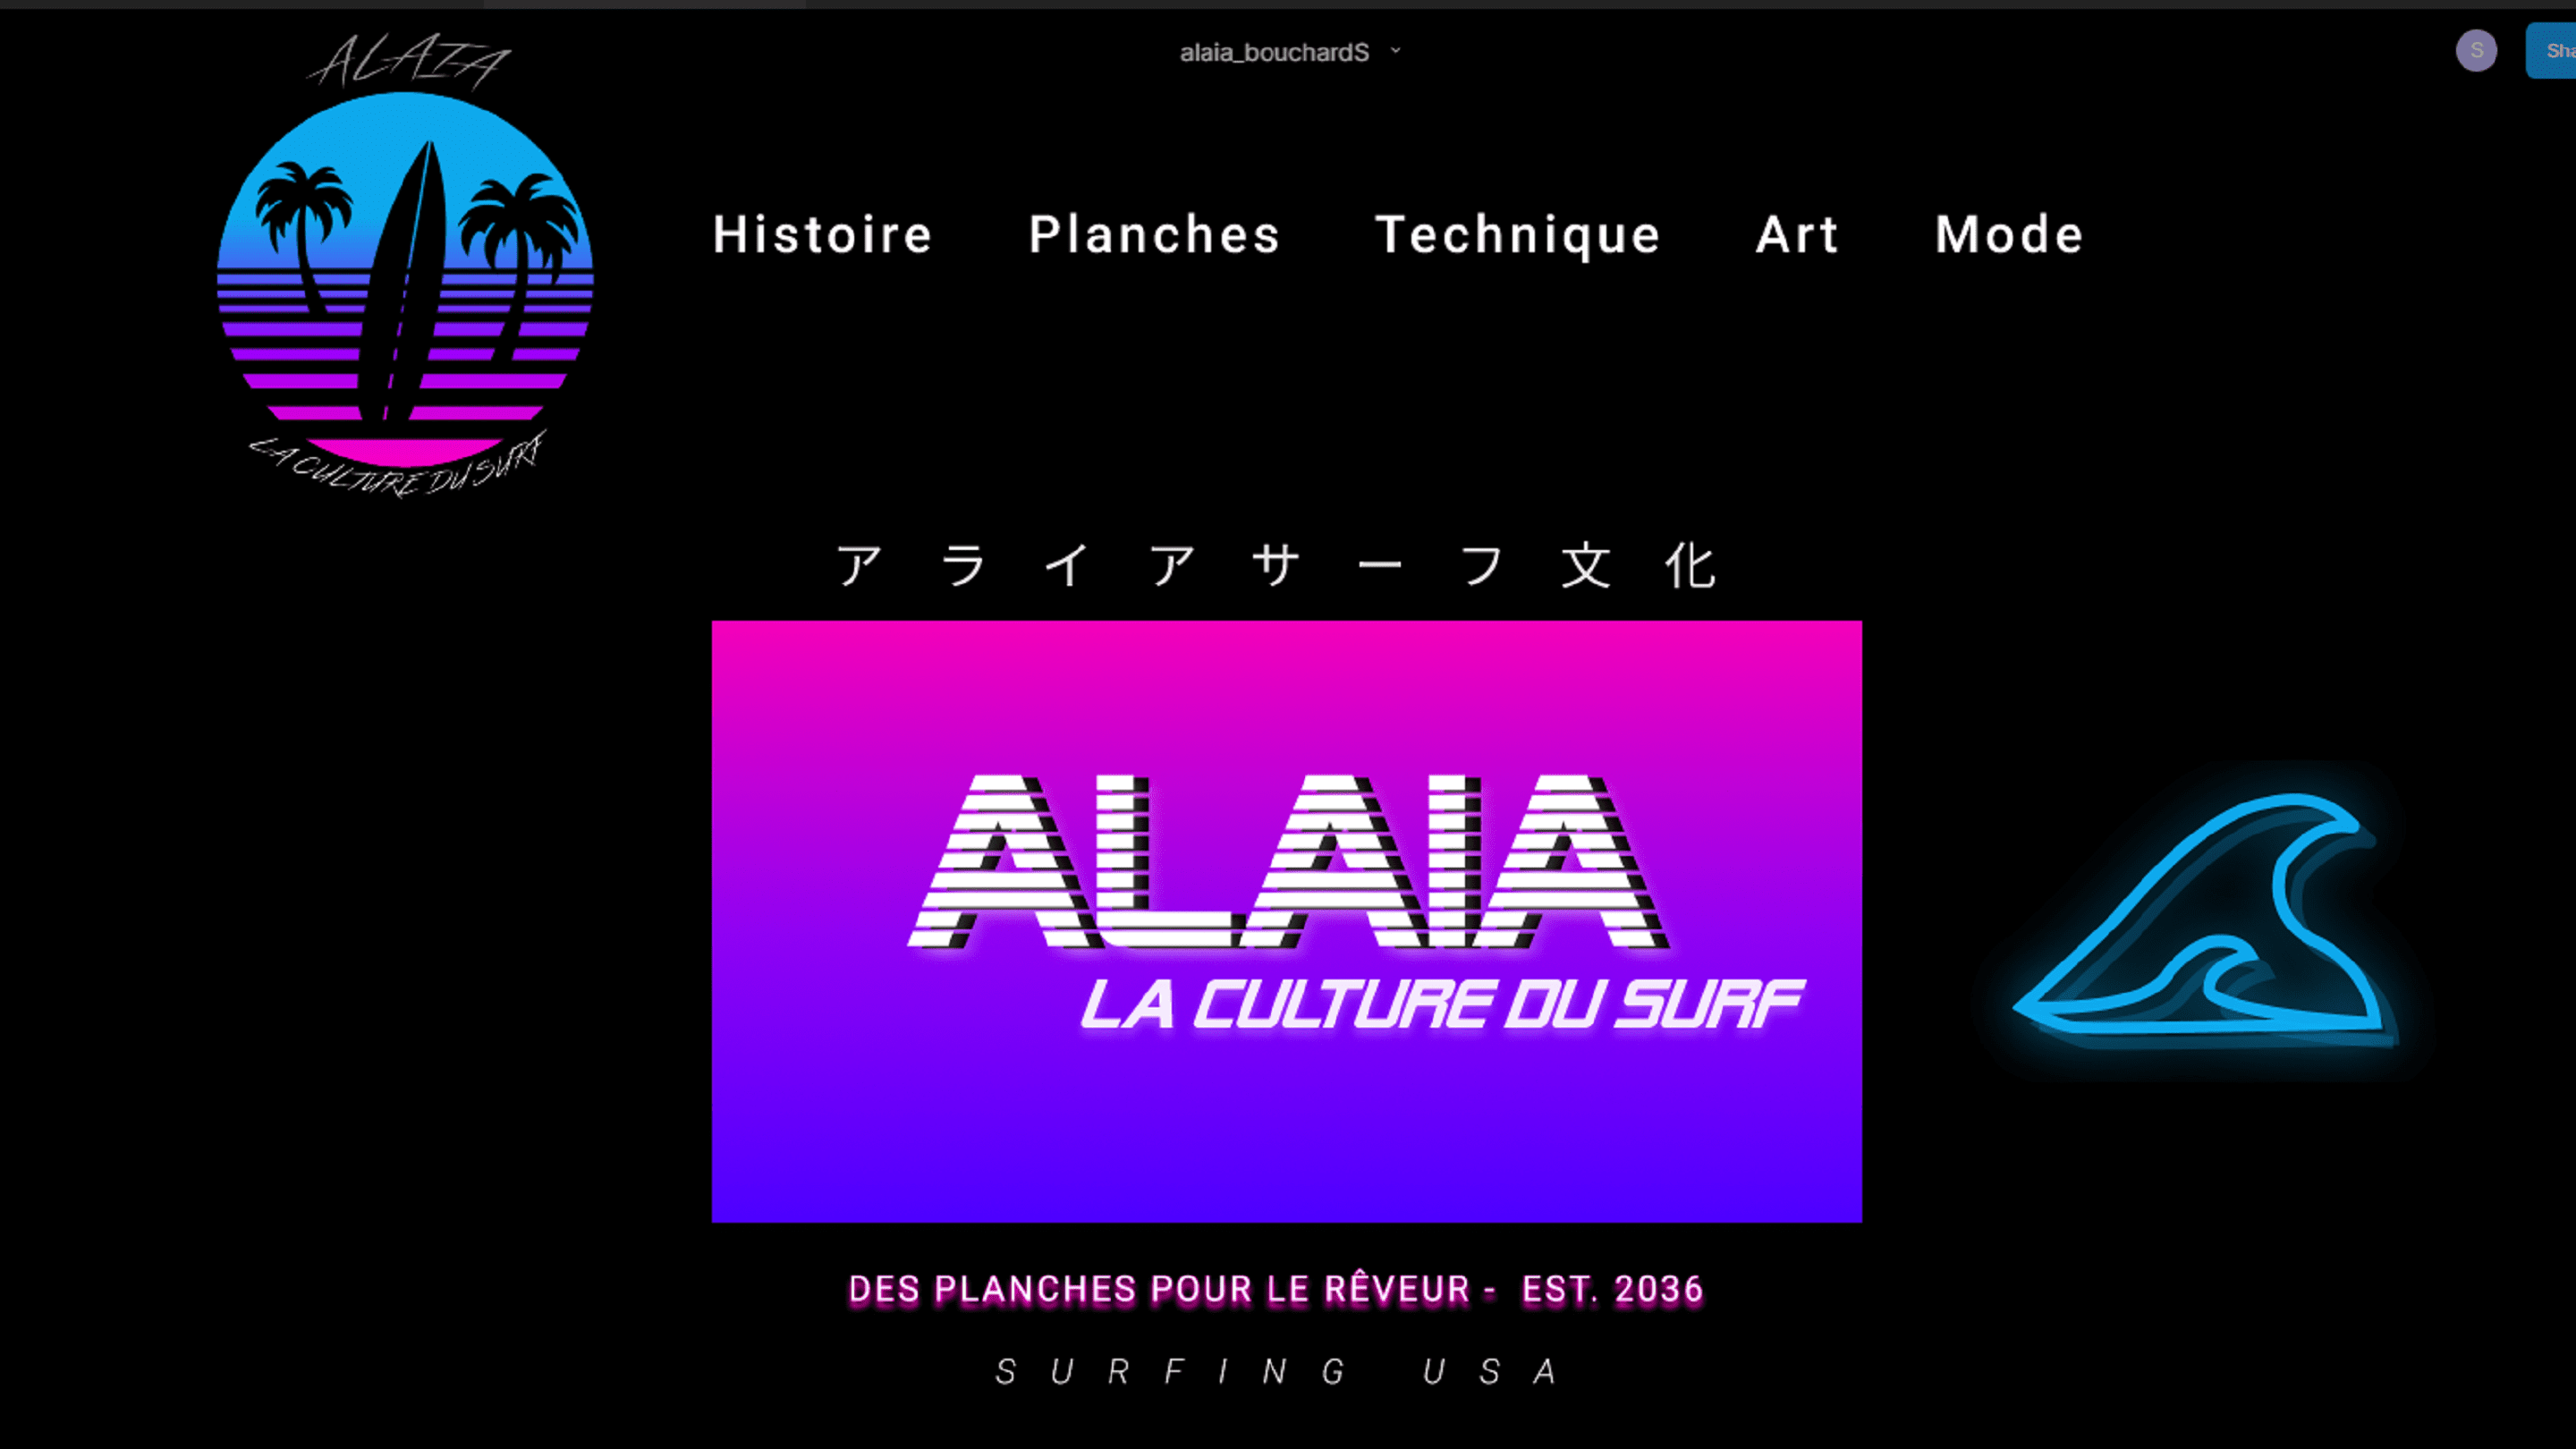 alaia_bouchardS
S
Sha
ALAIA
LA CULTURE DU SURF
Histoire Planches Technique Art Mode
アライアサーフ文化
ALAIA
LA CULTURE DU SURF
DES PLANCHES POUR LE RÊVEUR - EST. 2036
SURFING USA